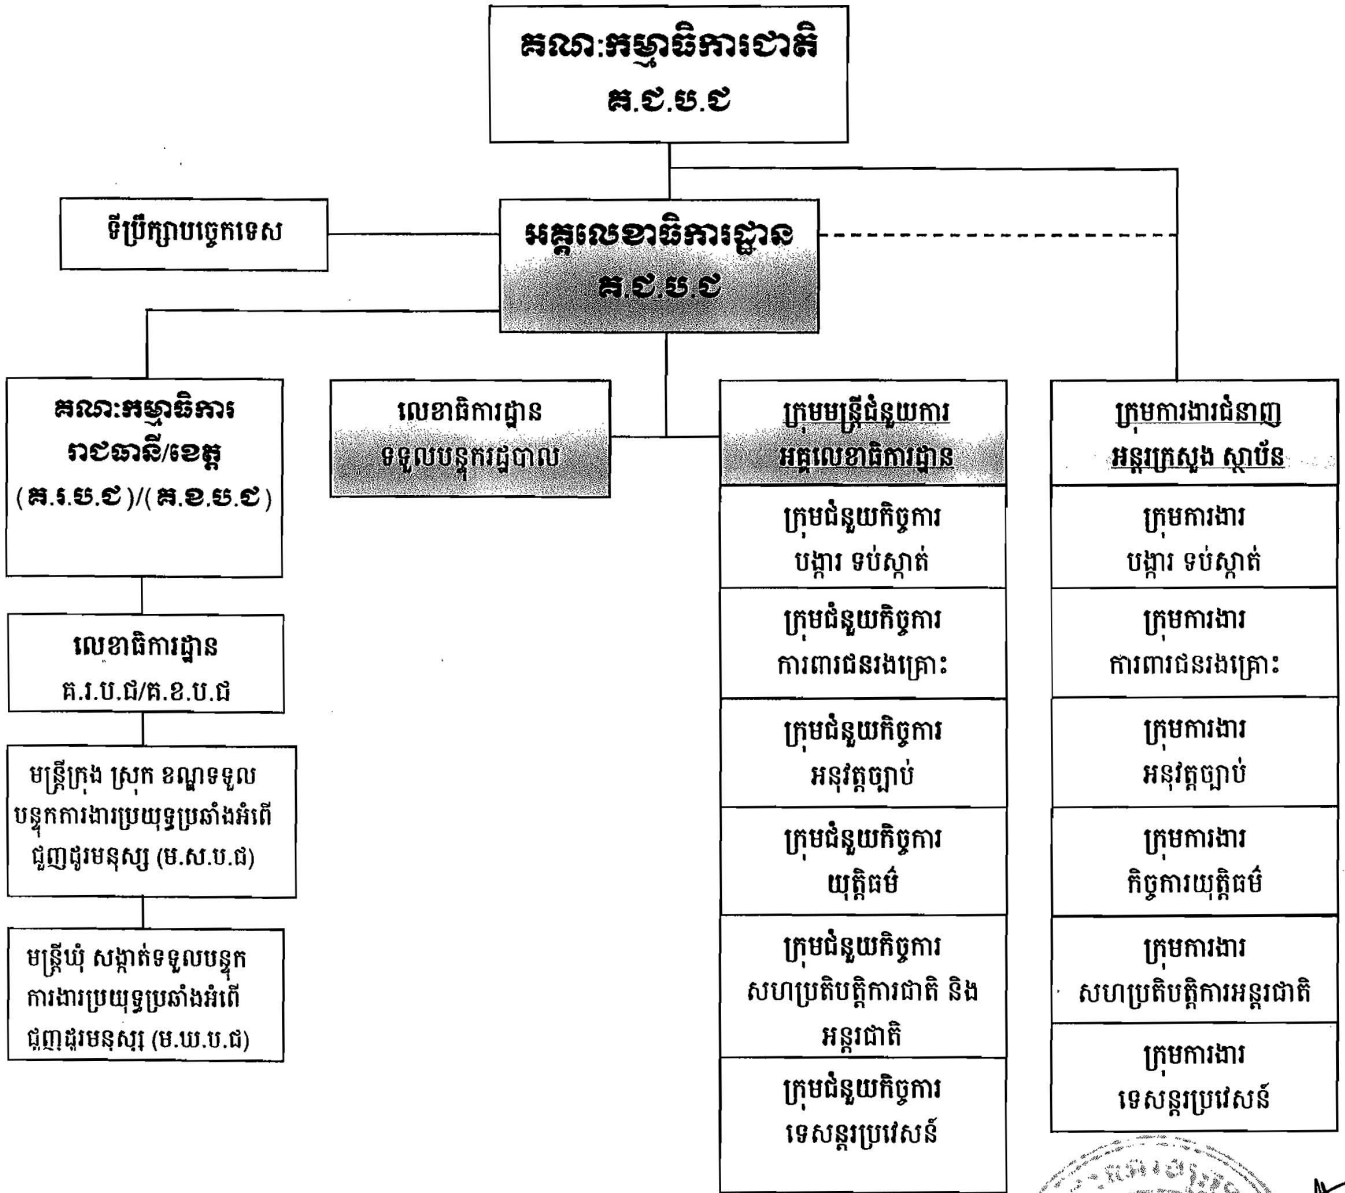 គណៈកម្មាធិការជាតិ
គ.ជ.ប.ជ
ទីប្រឹក្សាបច្ចេកទេស
អគ្គលេខាធិការដ្ឋាន
គ.ជ.ប.ជ
គណៈកម្មាធិការ
រាជធានី/ខេត្ត
(គ.រ.ប.ជ)/(គ.ខ.ប.ជ)
លេខាធិការដ្ឋាន
គ.រ.ប.ជ/គ.ខ.ប.ជ
មន្ត្រីក្រុង ស្រុក ខណ្ឌទទួល
បន្ទុកការងារប្រយុទ្ធប្រឆាំងអំពើ
ជួញដូរមនុស្ស (ម.ស.ប.ជ)
មន្ត្រីឃុំ សង្កាត់ទទួលបន្ទុក
ការងារប្រយុទ្ធប្រឆាំងអំពើ
ជួញដូរមនុស្ស (ម.ឃ.ប.ជ)
លេខាធិការដ្ឋាន
ទទួលបន្ទុករដ្ឋបាល
ក្រុមមន្ត្រីជំនួយការ
អគ្គលេខាធិការដ្ឋាន
ក្រុមជំនួយកិច្ចការ
បង្ការ ទប់ស្កាត់
ក្រុមជំនួយកិច្ចការ
ការពារជនរងគ្រោះ
ក្រុមជំនួយកិច្ចការ
អនុវត្តច្បាប់
ក្រុមជំនួយកិច្ចការ
យុត្តិធម៌
ក្រុមជំនួយកិច្ចការ
សហប្រតិបត្តិការជាតិ និង
អន្តរជាតិ
ក្រុមជំនួយកិច្ចការ
ទេសន្តរប្រវេសន៍
ក្រុមការងារជំនាញ
អន្តរក្រសួង ស្ថាប័ន
ក្រុមការងារ
បង្ការ ទប់ស្កាត់
ក្រុមការងារ
ការពារជនរងគ្រោះ
ក្រុមការងារ
អនុវត្តច្បាប់
ក្រុមការងារ
កិច្ចការយុត្តិធម៌
ក្រុមការងារ
សហប្រតិបត្តិការអន្តរជាតិ
ក្រុមការងារ
ទេសន្តរប្រវេសន៍